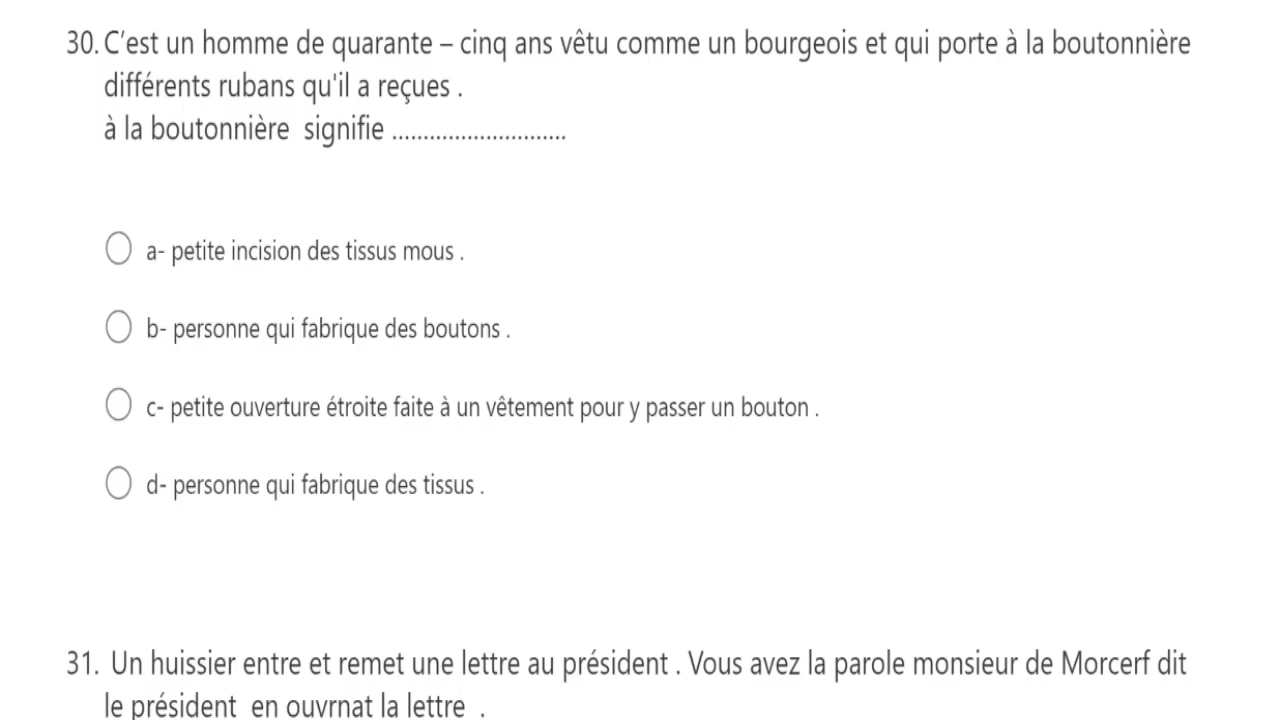 30. C'est un homme de quarante – cinq ans vêtu comme un bourgeois et qui porte à la boutonnière
différents rubans qu'il a reçues .
à la boutonnière signifie ............................
a- petite incision des tissus mous .
b- personne qui fabrique des boutons .
c- petite ouverture étroite faite à un vêtement pour y passer un bouton .
d- personne qui fabrique des tissus .
31. Un huissier entre et remet une lettre au président . Vous avez la parole monsieur de Morcerf dit
le président en ouvrnat la lettre .